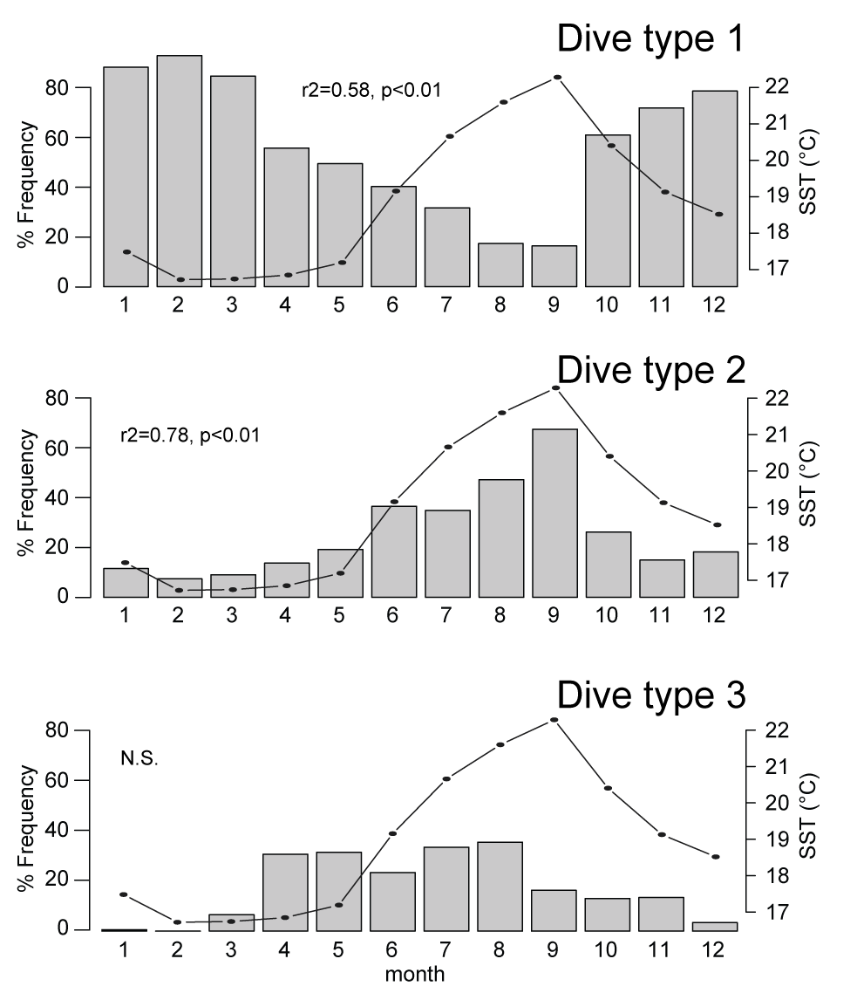 Dive type 1
r2=0.58, p<0.01
% Frequency
80
60
40
20
0
22
21
20
19
18
17
SST (°C)
1 2 3 4 5 6 7 8 9 10 11 12
Dive type 2
r2=0.78, p<0.01
% Frequency
80
60
40
20
0
22
21
20
19
18
17
SST (°C)
1 2 3 4 5 6 7 8 9 10 11 12
Dive type 3
N.S.
% Frequency
80
60
40
20
0
22
21
20
19
18
17
SST (°C)
1 2 3 4 5 6 7 8 9 10 11 12
month